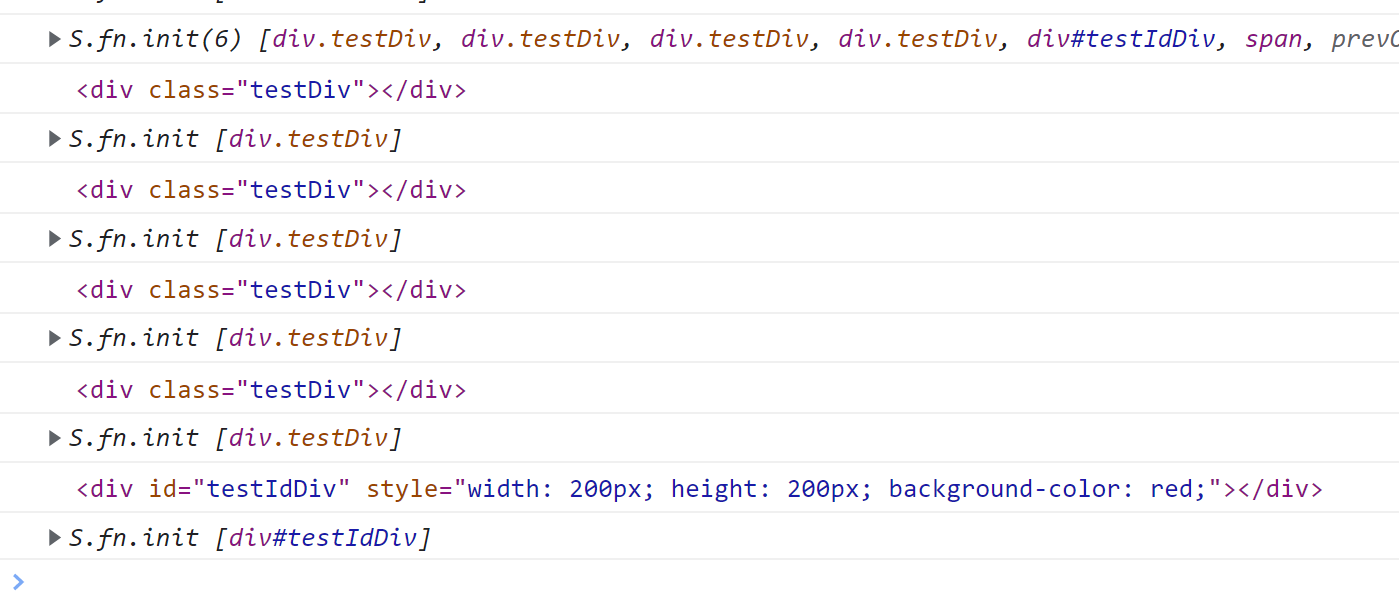 S.fn.init(6) [div.testDiv, div.testDiv, div.testDiv, div.testDiv, div#testIdDiv, span, prevO
<div class="testDiv"></div>
S.fn.init [div.testDiv]
<div class="testDiv"></div>
S.fn.init [div.testDiv]
<div class="testDiv"></div>
S.fn.init [div.testDiv]
<div class="testDiv"></div>
S.fn.init [div.testDiv]
<div id="testIdDiv" style="width: 200px; height: 200px; background-color: red;"></div>
S.fn.init [div#testIdDiv]
>